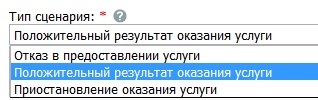 Тип сценария: * ?
Положительный результат оказания услуги
Отказ в предоставлении услуги
Положительный результат оказания услуги
Приостановление оказания услуги